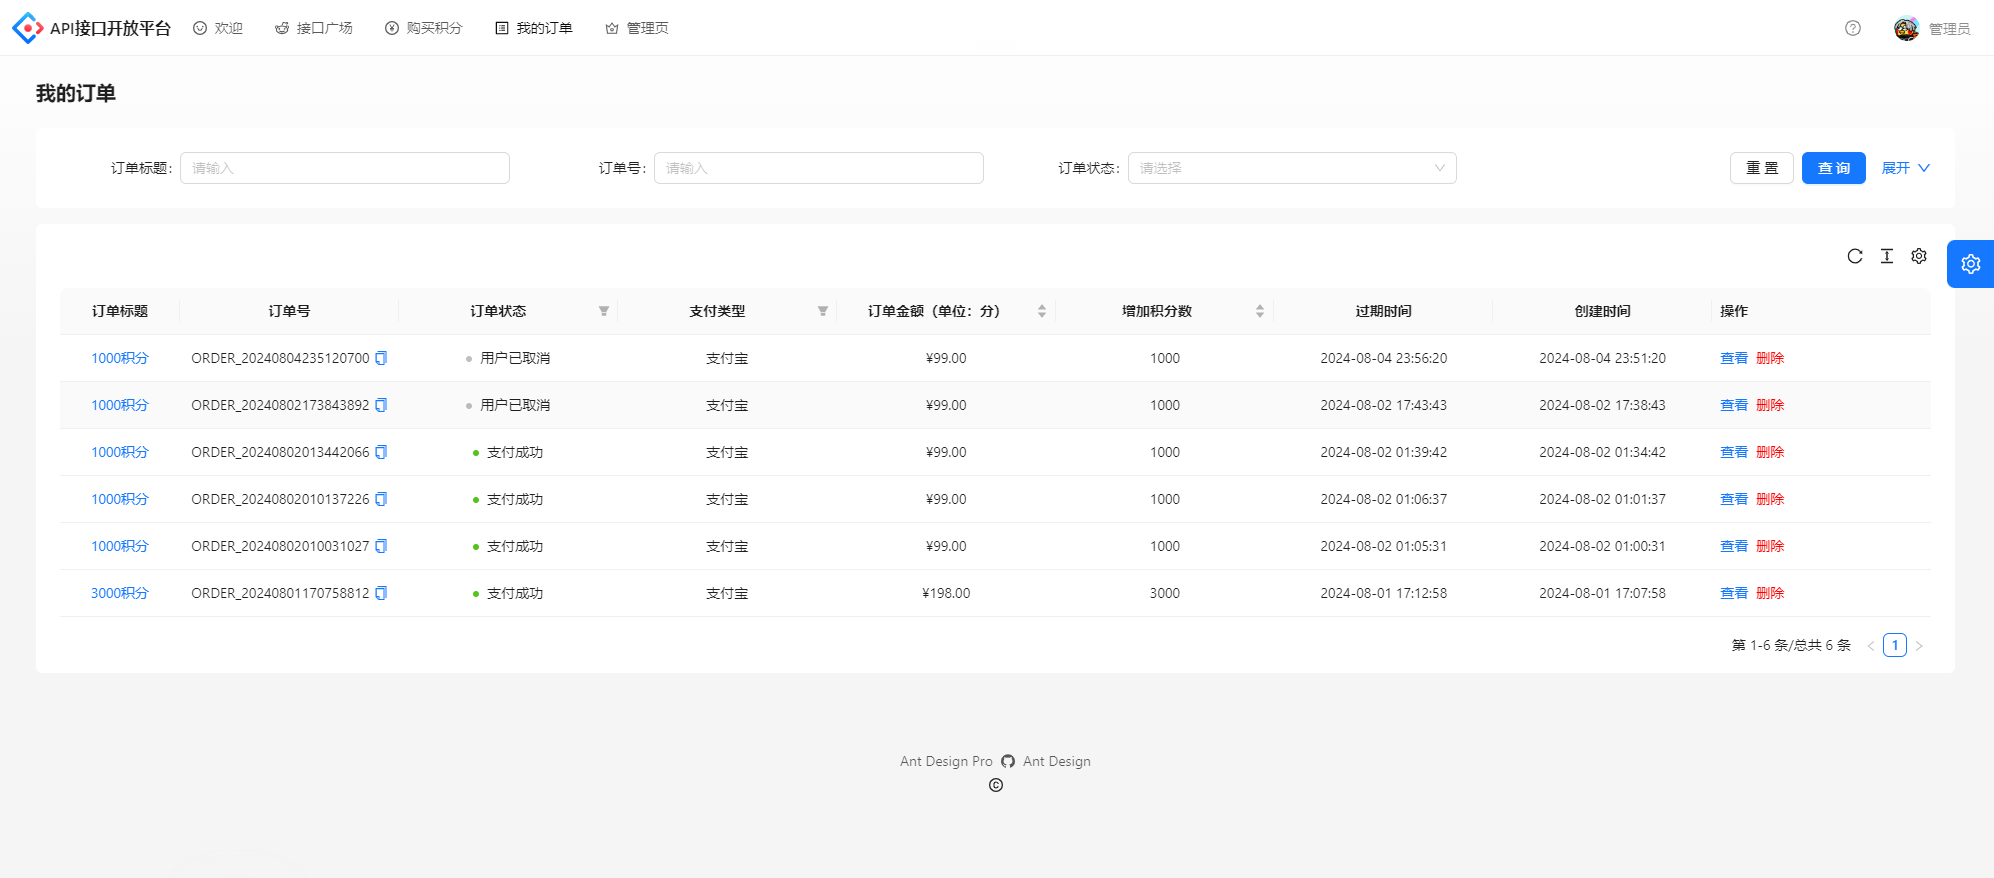 API接口开放平台 欢迎 接口广场 购买积分 我的订单 管理页 管理员
我的订单
订单标题: 请输入 订单号: 请输入 订单状态: 请选择 重 置 查 询 展开
订单标题 订单号 订单状态 支付类型 订单金额（单位：分） 增加积分数 过期时间 创建时间 操作
1000积分 ORDER_20240804235120700 用户已取消 支付宝 ¥99.00 1000 2024-08-04 23:56:20 2024-08-04 23:51:20 查看 删除
1000积分 ORDER_20240802173843892 用户已取消 支付宝 ¥99.00 1000 2024-08-02 17:43:43 2024-08-02 17:38:43 查看 删除
1000积分 ORDER_20240802013442066 支付成功 支付宝 ¥99.00 1000 2024-08-02 01:39:42 2024-08-02 01:34:42 查看 删除
1000积分 ORDER_20240802010137226 支付成功 支付宝 ¥99.00 1000 2024-08-02 01:06:37 2024-08-02 01:01:37 查看 删除
1000积分 ORDER_20240802010031027 支付成功 支付宝 ¥99.00 1000 2024-08-02 01:05:31 2024-08-02 01:00:31 查看 删除
3000积分 ORDER_20240801170758812 支付成功 支付宝 ¥198.00 3000 2024-08-01 17:12:58 2024-08-01 17:07:58 查看 删除
第 1-6 条/总共 6 条 < 1 >
Ant Design Pro Ant Design
©